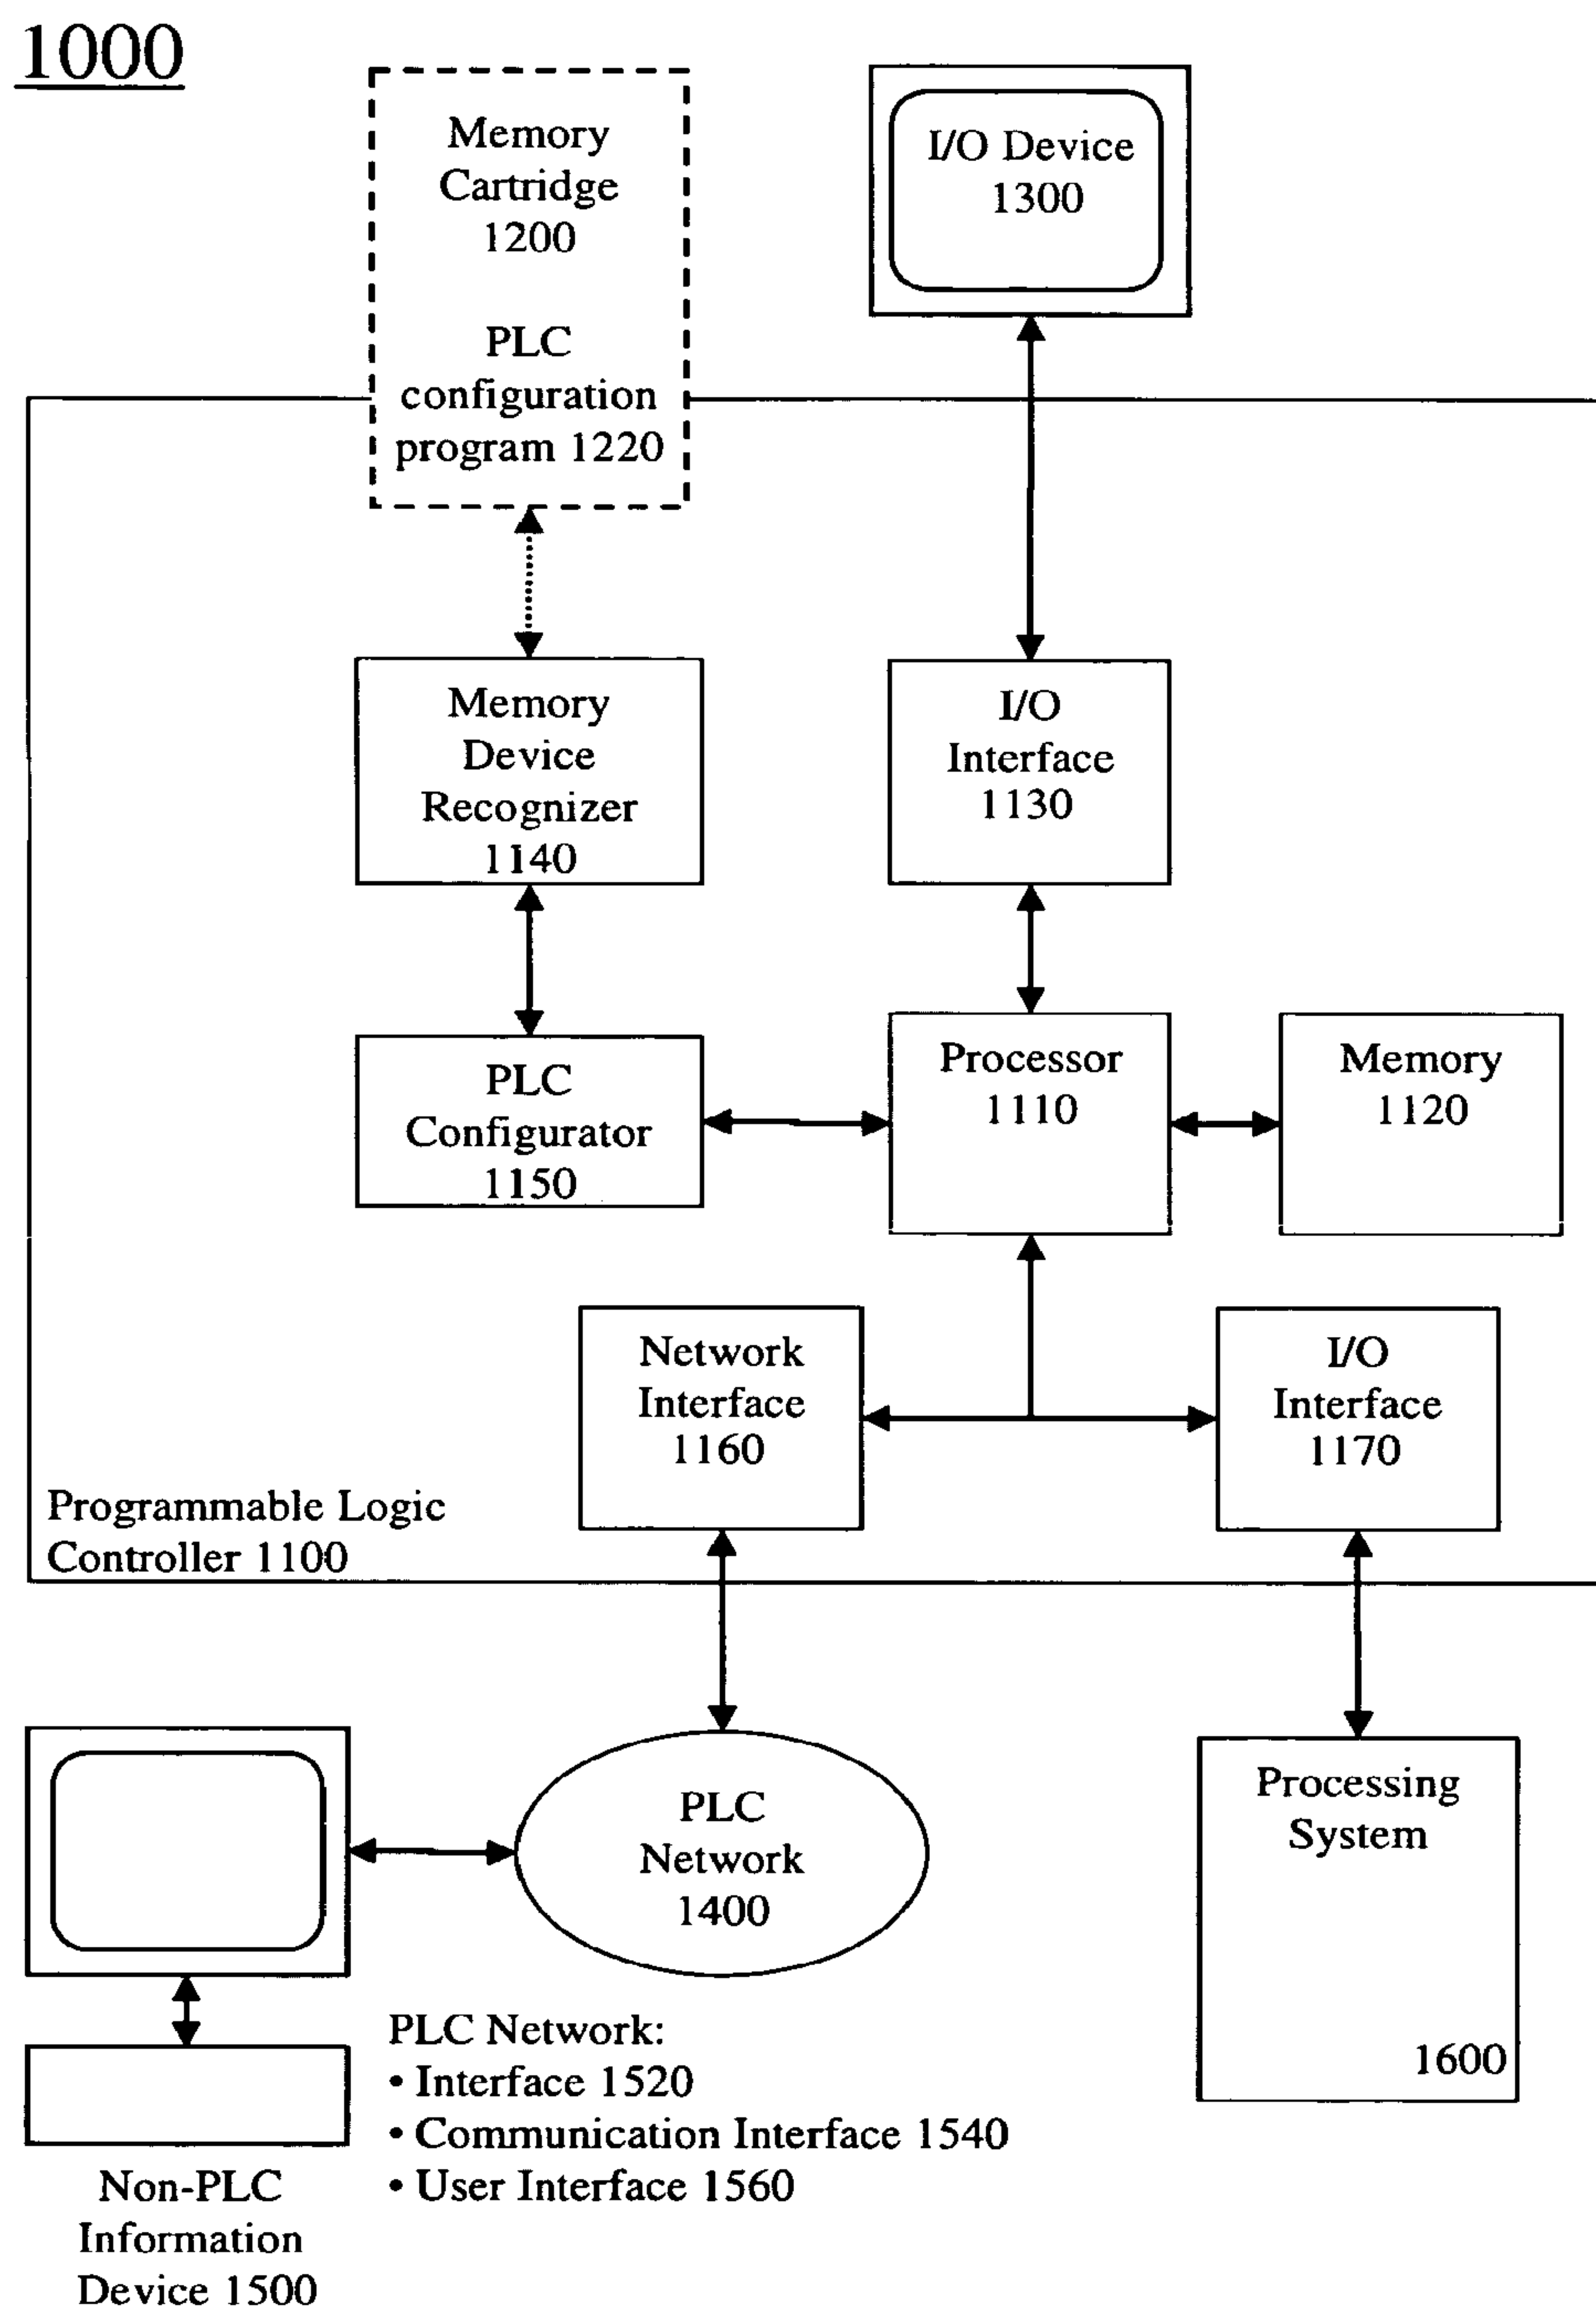 1000
Memory
Cartridge
1200
PLC
configuration
program 1220
I/O Device
1300
Memory
Device
Recognizer
1140
I/O
Interface
1130
PLC
Configurator
1150
Processor
1110
Memory
1120
Network
Interface
1160
I/O
Interface
1170
Programmable Logic
Controller 1100
PLC
Network
1400
Processing
System
1600
PLC Network:
• Interface 1520
• Communication Interface 1540
• User Interface 1560
Non-PLC
Information
Device 1500